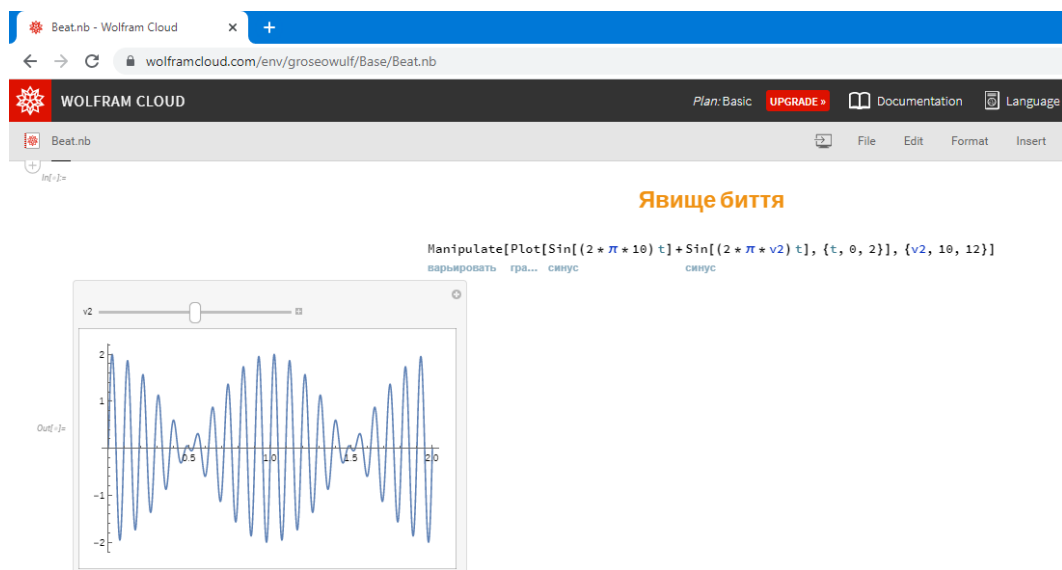 Beat.nb - Wolfram Cloud
wolframcloud.com/env/groseowulf/Base/Beat.nb
WOLFRAM CLOUD Plan: Basic UPGRADE » Documentation Language
Beat.nb File Edit Format Insert
In[◦]:=
Явище биття
Manipulate[Plot[Sin[(2 * π * 10) t] + Sin[(2 * π * v2) t], {t, 0, 2}], {v2, 10, 12}]
варьировать гра… синус синус
v2
2
1
Out[◦]=
0.5 1.0 1.5 2.0
-1
-2